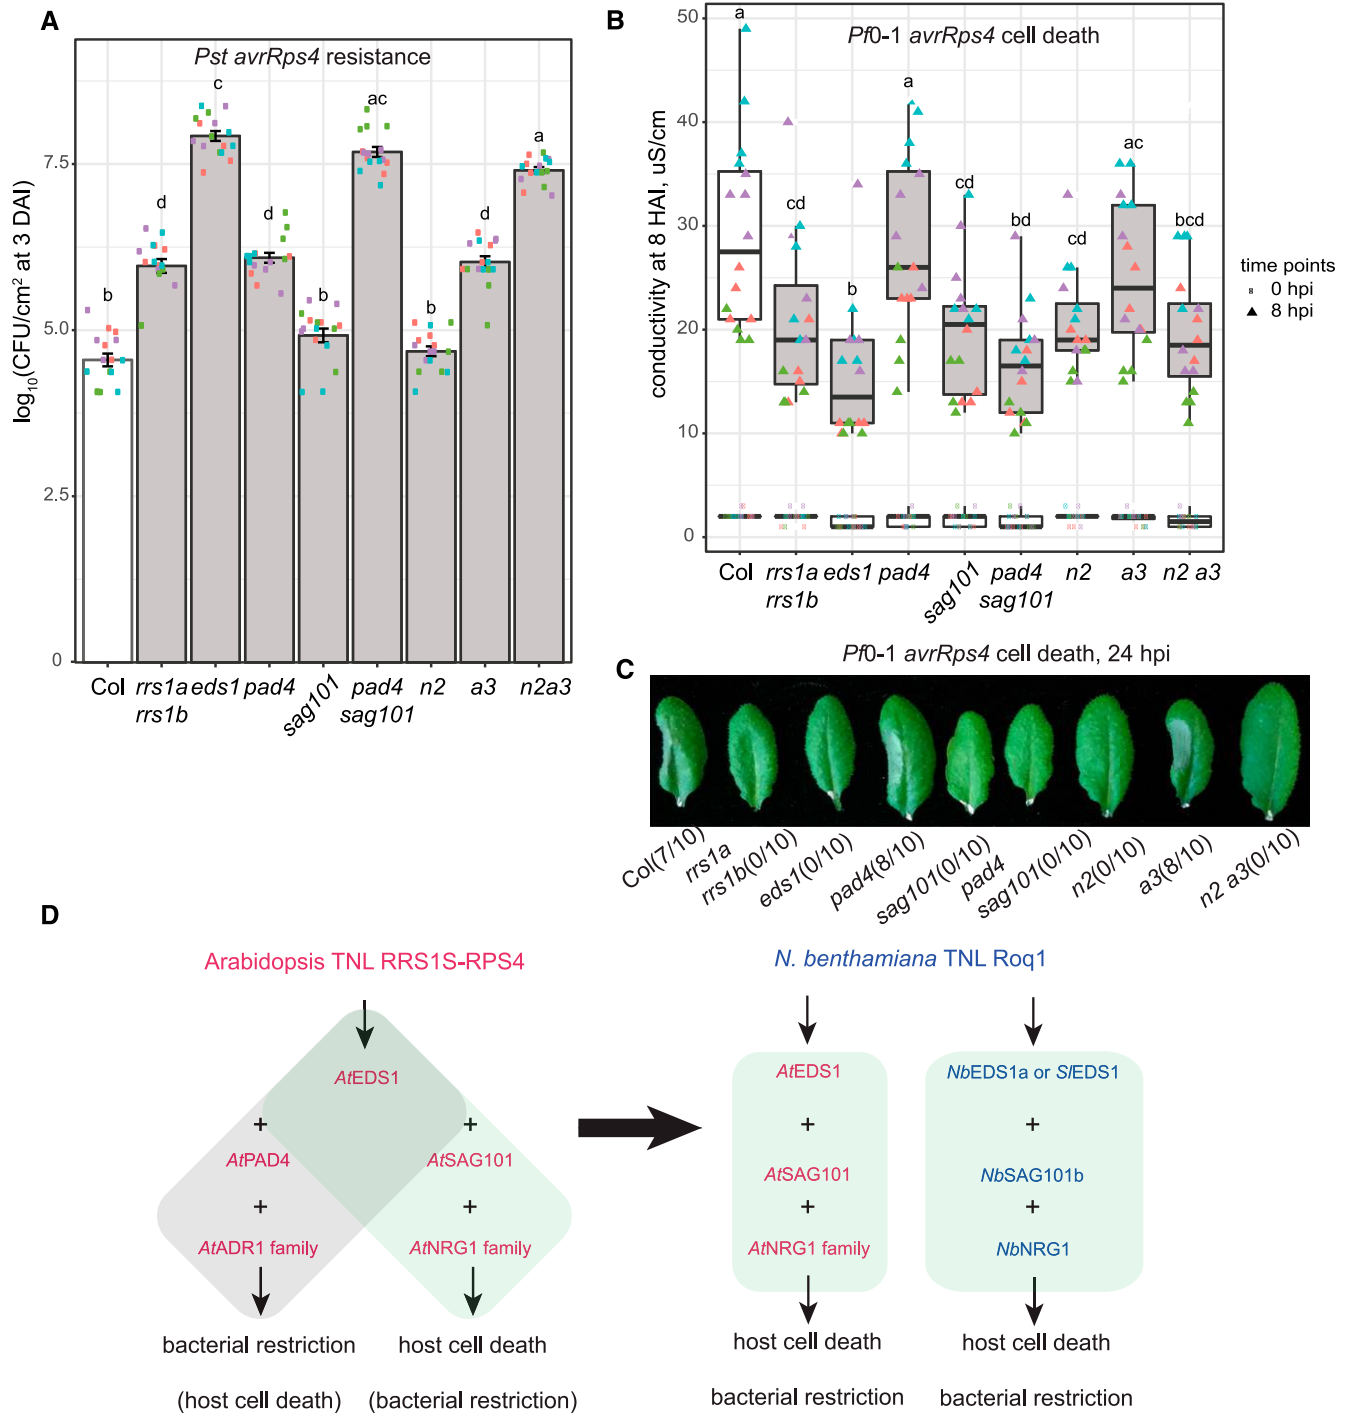 A
Pst avrRps4 resistance
log10(CFU/cm2 at 3 DAI)
7.5
5.0
2.5
0
b
d
c
d
b
ac
b
d
a
Col
rrs1a
rrs1b
eds1
pad4
sag101
pad4
sag101
n2
a3
n2a3
B
Pf0-1 avrRps4 cell death
conductivity at 8 HAI, uS/cm
50
40
30
20
10
0
a
cd
b
a
cd
bd
cd
ac
bcd
Col
rrs1a
rrs1b
eds1
pad4
sag101
pad4
sag101
n2
a3
n2 a3
time points
0 hpi
8 hpi
C
Pf0-1 avrRps4 cell death, 24 hpi
Col(7/10)
rrs1a
rrs1b(0/10)
eds1(0/10)
pad4(8/10)
sag101(0/10)
pad4
sag101(0/10)
n2(0/10)
a3(8/10)
n2 a3(0/10)
D
Arabidopsis TNL RRS1S-RPS4
AtEDS1
+
+
AtPAD4
AtSAG101
+
+
AtADR1 family
AtNRG1 family
bacterial restriction
host cell death
(host cell death)
(bacterial restriction)
N. benthamiana TNL Roq1
AtEDS1
NbEDS1a or SlEDS1
+
+
AtSAG101
NbSAG101b
+
+
AtNRG1 family
NbNRG1
host cell death
host cell death
bacterial restriction
bacterial restriction